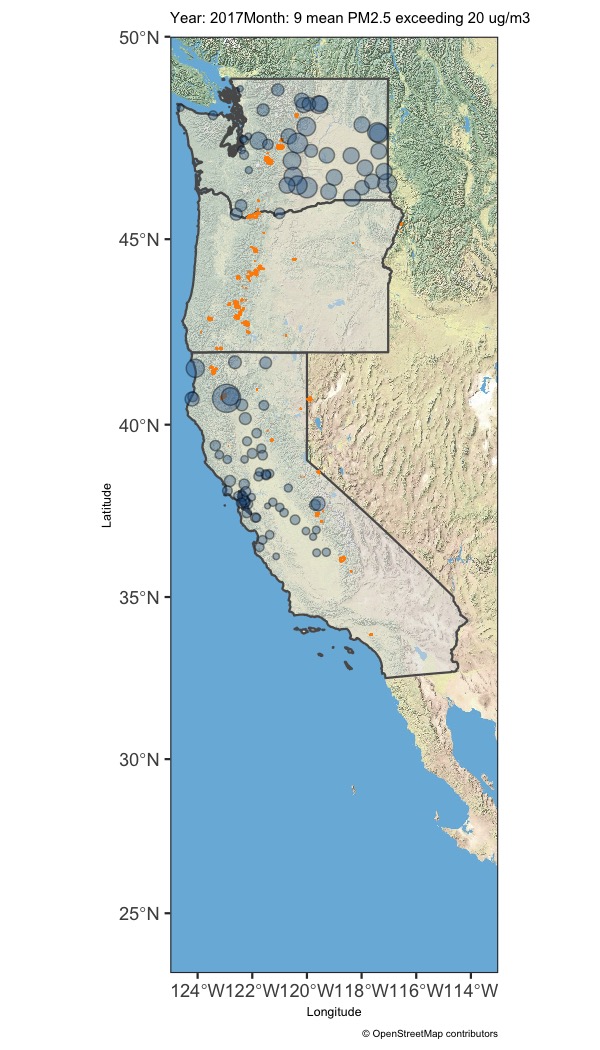 Year: 2017Month: 9 mean PM2.5 exceeding 20 ug/m3
50°N
45°N
40°N
35°N
30°N
25°N
Latitude
124°W122°W120°W118°W116°W114°W
Longitude
© OpenStreetMap contributors